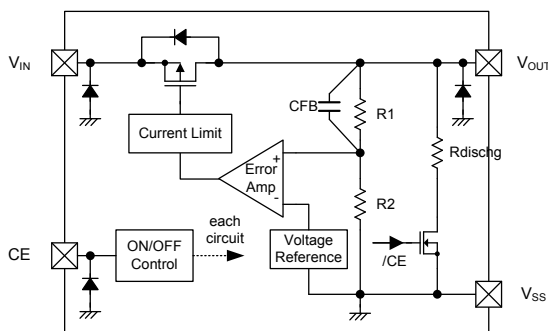 VIN
VOUT
CFB
R1
Current Limit
Rdischg
Error
Amp
+
-
R2
each
circuit
CE
ON/OFF
Control
Voltage
Reference
/CE
VSS